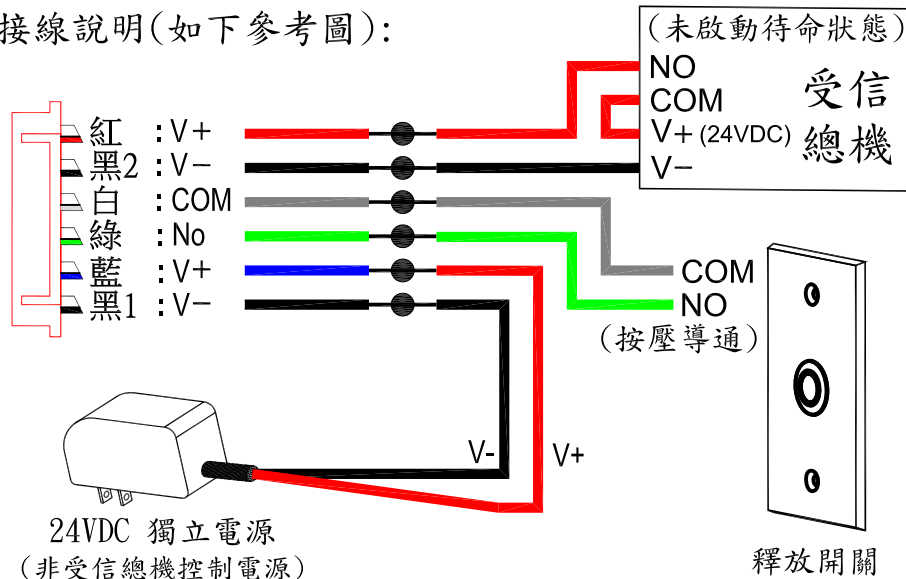 接線說明(如下參考圖):
(未啟動待命狀態)
NO
COM
V+(24VDC)
V-
受信
總機
紅 :V+
黑2 :V-
白 :COM
綠 :No
藍 :V+
黑1 :V-
COM
NO
(按壓導通)
V-
V+
24VDC 獨立電源
(非受信總機控制電源)
釋放開關